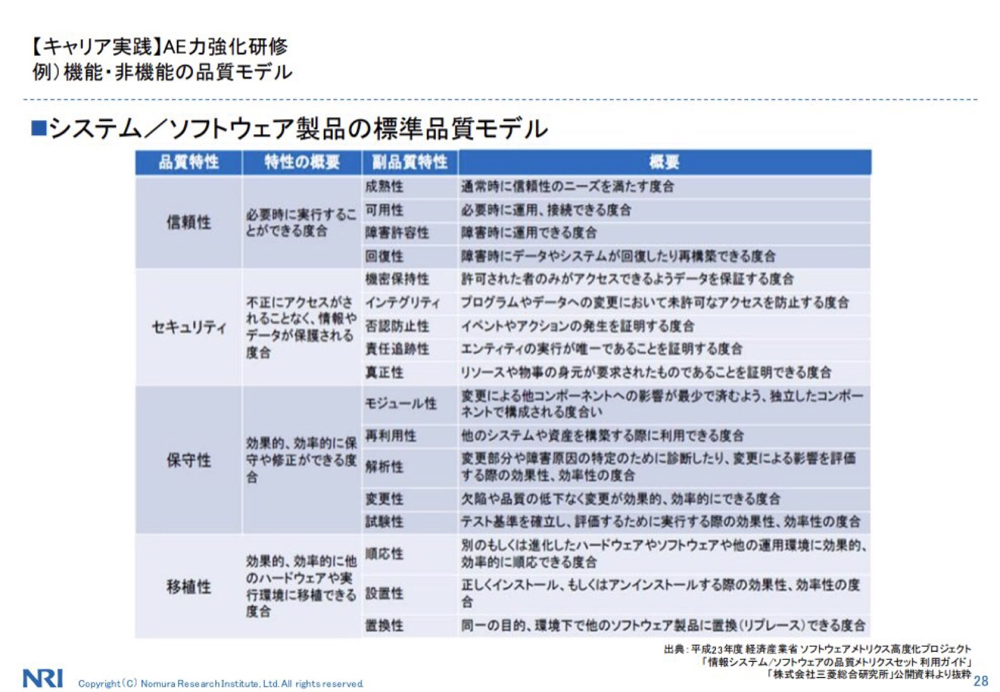 【キャリア実践】AE力強化研修
例）機能・非機能の品質モデル
■システム／ソフトウェア製品の標準品質モデル
品質特性 特性の概要 副品質特性 概要
信頼性
必要時に実行するこ
とができる度合
成熟性 通常時に信頼性のニーズを満たす度合
可用性 必要時に運用、接続できる度合
障害許容性 障害時に運用できる度合
回復性 障害時にデータやシステムが回復したり再構築できる度合
セキュリティ
不正にアクセスがさ
れることなく、情報や
データが保護される
度合
機密保持性 許可された者のみがアクセスできるようデータを保証する度合
インテグリティ プログラムやデータへの変更において未許可なアクセスを防止する度合
否認防止性 イベントやアクションの発生を証明する度合
責任追跡性 エンティティの実行が唯一であることを証明する度合
真正性 リソースや物事の身元が要求されたものであることを証明できる度合
保守性
効果的、効率的に保
守や修正ができる度
合
モジュール性 変更による他コンポーネントへの影響が最少で済むよう、独立したコンポー
ネントで構成される度合い
再利用性 他のシステムや資産を構築する際に利用できる度合
解析性 変更部分や障害原因の特定のために診断したり、変更による影響を評価
する際の効果性、効率性の度合
変更性 欠陥や品質の低下なく変更が効果的、効率的にできる度合
試験性 テスト基準を確立し、評価するために実行する際の効果性、効率性の度合
移植性
効果的、効率的に他
のハードウェアや実
行環境に移植できる
度合
順応性 別のもしくは進化したハードウェアやソフトウェアや他の運用環境に効果的、
効率的に順応できる度合
設置性 正しくインストール、もしくはアンインストールする際の効果性、効率性の度
合
置換性 同一の目的、環境下で他のソフトウェア製品に置換（リプレース）できる度合
出典：平成23年度 経済産業省 ソフトウェアメトリクス高度化プロジェクト
「情報システム/ソフトウェアの品質メトリクスセット 利用ガイド」
「株式会社三菱総合研究所」公開資料より抜粋
NRI Copyright（C） Nomura Research Institute, Ltd. All rights reserved.
28